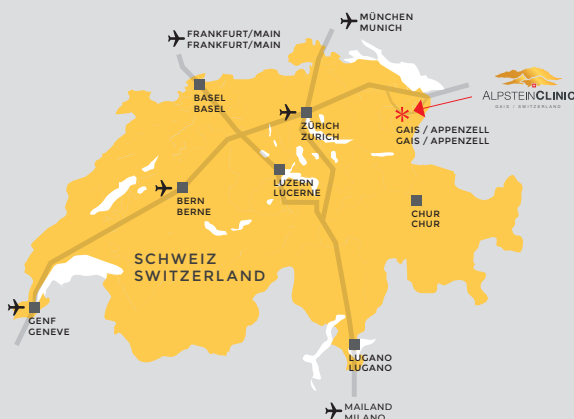 MÜNCHEN
MUNICH
FRANKFURT/MAIN
FRANKFURT/MAIN
ALPSTEINCLINIC
GAIS / SWITZERLAND
BASEL
BASEL
ZÜRICH
ZURICH
GAIS / APPENZELL
GAIS / APPENZELL
LUZERN
LUCERNE
BERN
BERNE
CHUR
CHUR
SCHWEIZ
SWITZERLAND
GENF
GENEVE
LUGANO
LUGANO
MAILAND
MILANO